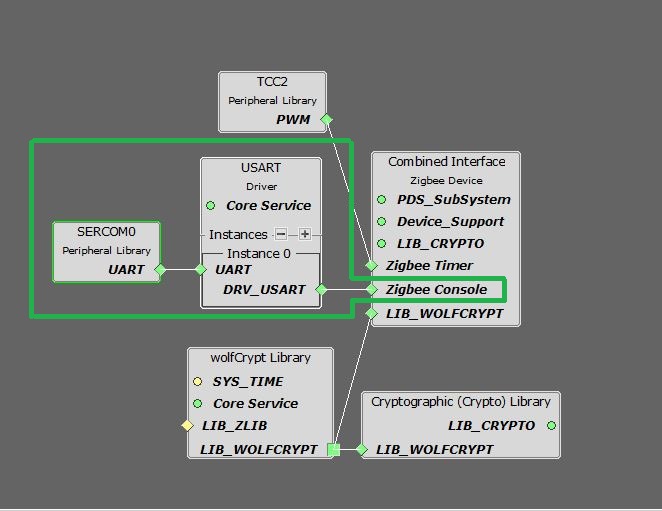 TCC2
Peripheral Library
PWM
USART
Driver
Core Service
Instances
Instance 0
UART
DRV_USART
SERCOM0
Peripheral Library
UART
Combined Interface
Zigbee Device
PDS_SubSystem
Device_Support
LIB_CRYPTO
Zigbee Timer
Zigbee Console
LIB_WOLFCRYPT
wolfCrypt Library
SYS_TIME
Core Service
LIB_ZLIB
LIB_WOLFCRYPT
Cryptographic (Crypto) Library
LIB_CRYPTO
LIB_WOLFCRYPT